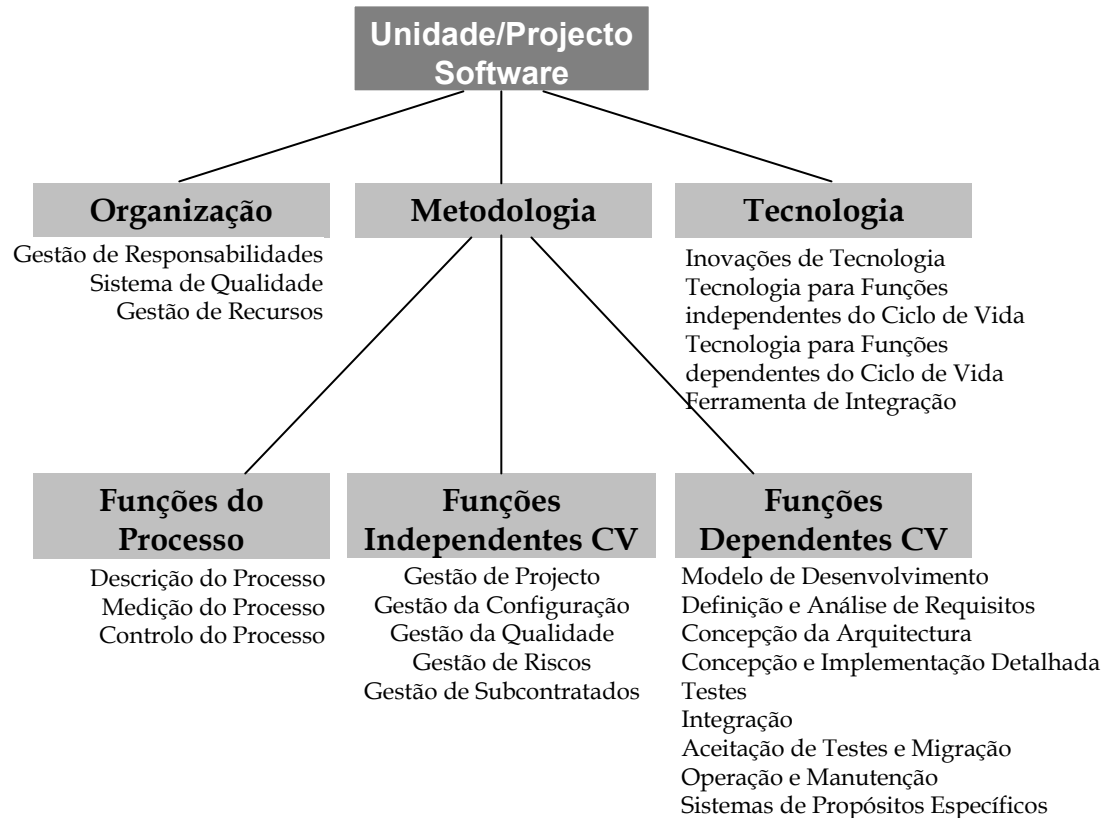 Unidade/Projecto
Software
Organização
Gestão de Responsabilidades
Sistema de Qualidade
Gestão de Recursos
Metodologia
Tecnologia
Inovações de Tecnologia
Tecnologia para Funções
independentes do Ciclo de Vida
Tecnologia para Funções
dependentes do Ciclo de Vida
Ferramenta de Integração
Funções do
Processo
Descrição do Processo
Medição do Processo
Controlo do Processo
Funções
Independentes CV
Gestão de Projecto
Gestão da Configuração
Gestão da Qualidade
Gestão de Riscos
Gestão de Subcontratados
Funções
Dependentes CV
Modelo de Desenvolvimento
Definição e Análise de Requisitos
Concepção da Arquitectura
Concepção e Implementação Detalhada
Testes
Integração
Aceitação de Testes e Migração
Operação e Manutenção
Sistemas de Propósitos Específicos